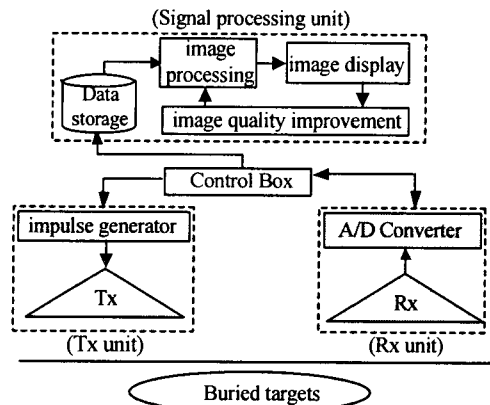 (Signal processing unit)
image
processing
image display
Data
storage
image quality improvement
Control Box
impulse generator
A/D Converter
Tx
Rx
(Tx unit)
(Rx unit)
Buried targets